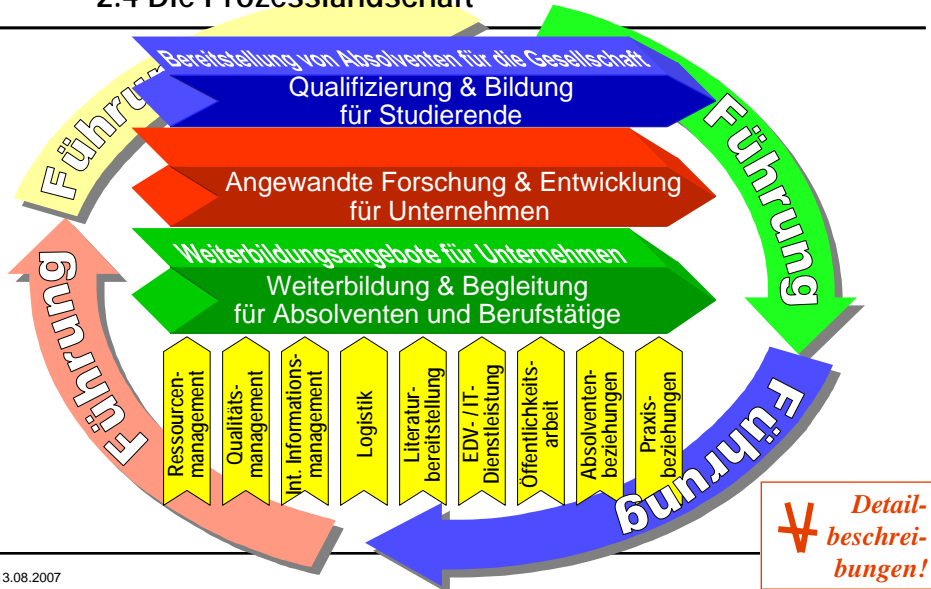 2.4 Die Prozesslandschaft
Bereitstellung von Absolventen für die Gesellschaft
Qualifizierung & Bildung
für Studierende
Angewandte Forschung & Entwicklung
für Unternehmen
Weiterbildungsangebote für Unternehmen
Weiterbildung & Begleitung
für Absolventen und Berufstätige
Führung
Führung
Führung
Ressourcen-
management
Qualitäts-
management
Int. Informations-
management
Logistik
Literatur-
bereitstellung
EDV- / IT-
Dienstleistung
Öffentlichkeits-
arbeit
Absolventen-
beziehungen
Praxis-
beziehungen
Führung
Detail-
beschrei-
bungen!
3.08.2007